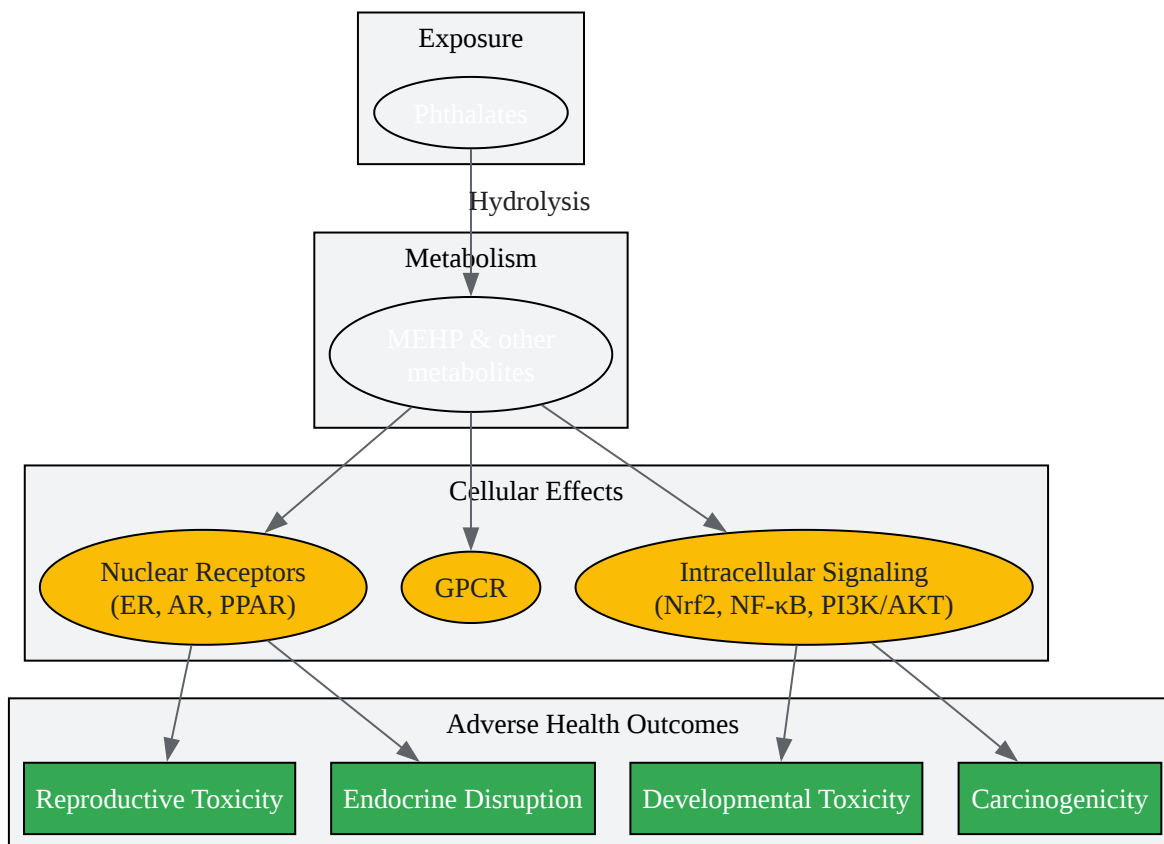 Exposure
Phthalates
Hydrolysis
Metabolism
MEHP & other
metabolites
Cellular Effects
Nuclear Receptors
(ER, AR, PPAR)
GPCR
Intracellular Signaling
(Nrf2, NF-κB, PI3K/AKT)
Adverse Health Outcomes
Reproductive Toxicity
Endocrine Disruption
Developmental Toxicity
Carcinogenicity